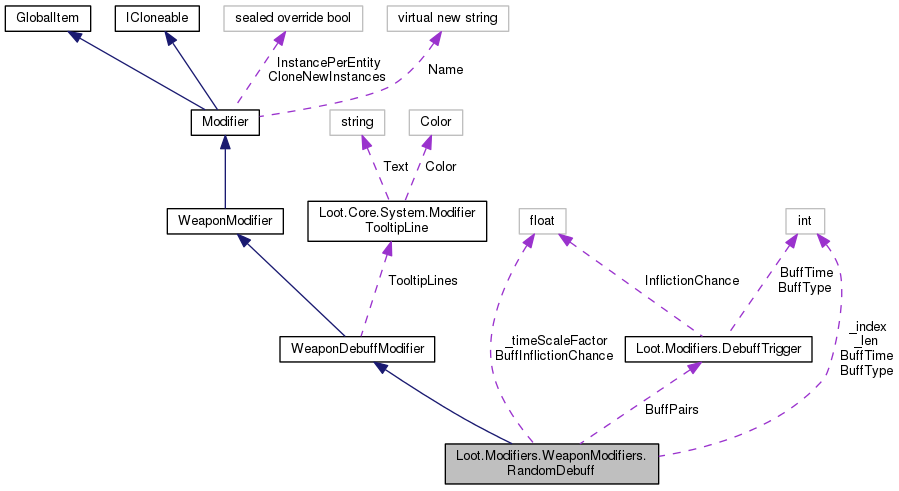 GlobalItem
ICloneable
sealed override bool
virtual new string
InstancePerEntity
CloneNewInstances
Name
Modifier
string
Color
Text
Color
WeaponModifier
Loot.Core.System.Modifier
TooltipLine
float
int
TooltipLines
InflictionChance
BuffTime
BuffType
_timeScaleFactor
BuffInflictionChance
_index
_len
BuffTime
BuffType
WeaponDebuffModifier
Loot.Modifiers.DebuffTrigger
BuffPairs
Loot.Modifiers.WeaponModifiers.
RandomDebuff